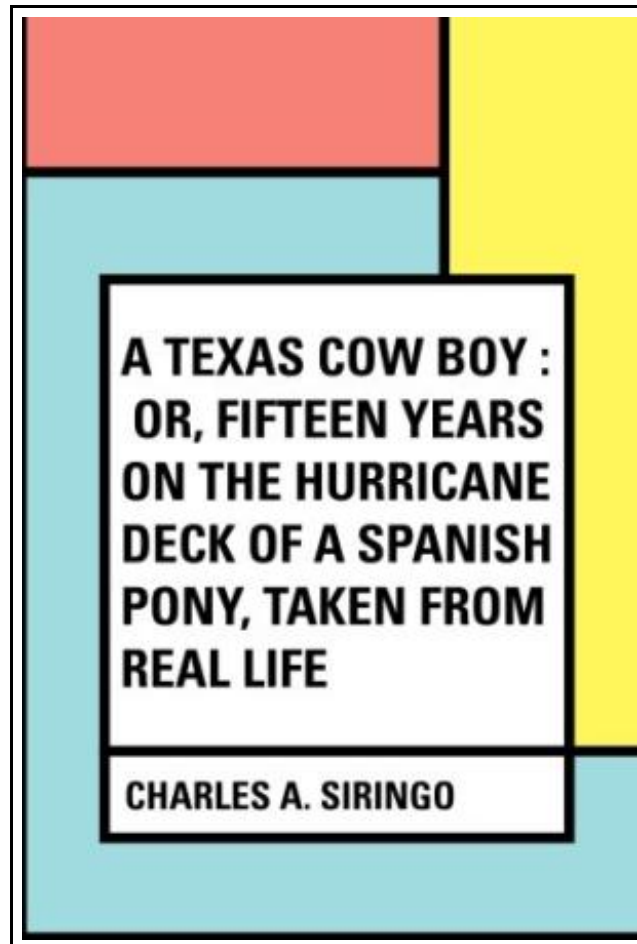 A TEXAS COW BOY :
OR, FIFTEEN YEARS
ON THE HURRICANE
DECK OF A SPANISH
PONY, TAKEN FROM
REAL LIFE
CHARLES A. SIRINGO